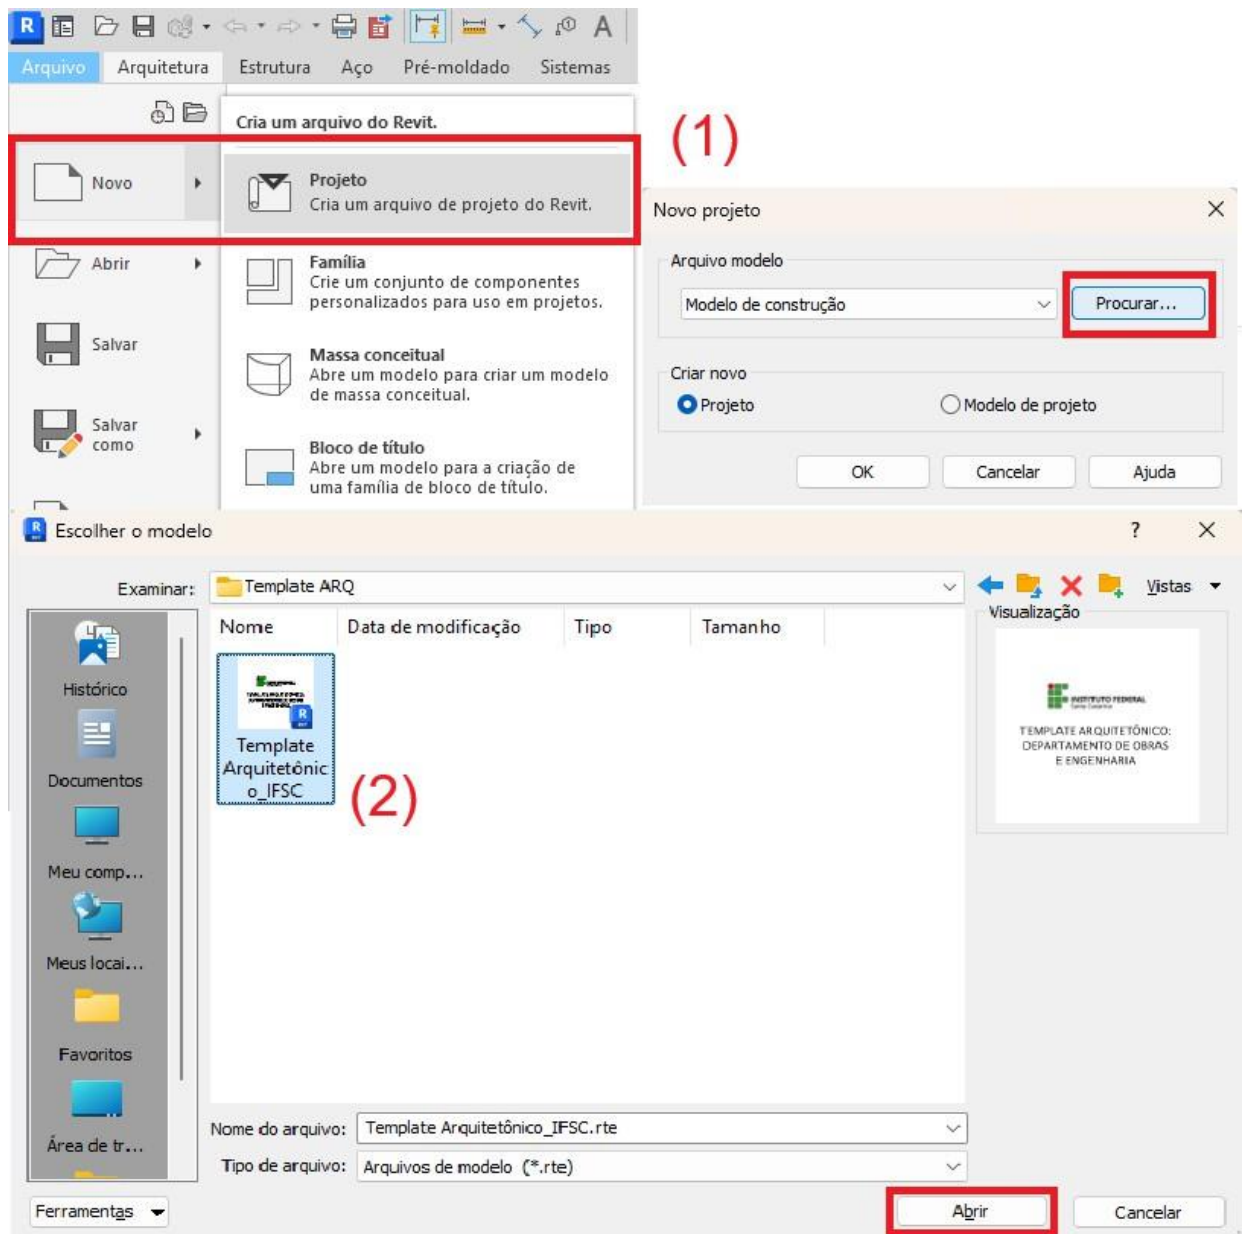 R
A
Arquivo Arquitetura Estrutura Aço Pré-moldado Sistemas
Cria um arquivo do Revit.
(1)
Novo
Projeto
Cria um arquivo de projeto do Revit.
Abrir
Família
Crie um conjunto de componentes
personalizados para uso em projetos.
Salvar
Massa conceitual
Abre um modelo para criar um modelo
de massa conceitual.
Salvar
como
Bloco de título
Abre um modelo para a criação de
uma família de bloco de título.
Novo projeto
Arquivo modelo
Modelo de construção Procurar...
Criar novo
Projeto Modelo de projeto
OK Cancelar Ajuda
Escolher o modelo ?
Examinar: Template ARQ Vistas
Nome Data de modificação Tipo Tamanho
Visualização
Histórico
Documentos
Meu comp...
Meus locai...
Favoritos
Área de tr...
R
Template
Arquitetônic
o_IFSC
(2)
INSTITUTO FEDERAL
Santa Catarina
TEMPLATE ARQUITETÔNICO:
DEPARTAMENTO DE OBRAS
E ENGENHARIA
Nome do arquivo: Template Arquitetônico_IFSC.rte
Tipo de arquivo: Arquivos de modelo (*.rte)
Ferramentas Abrir Cancelar